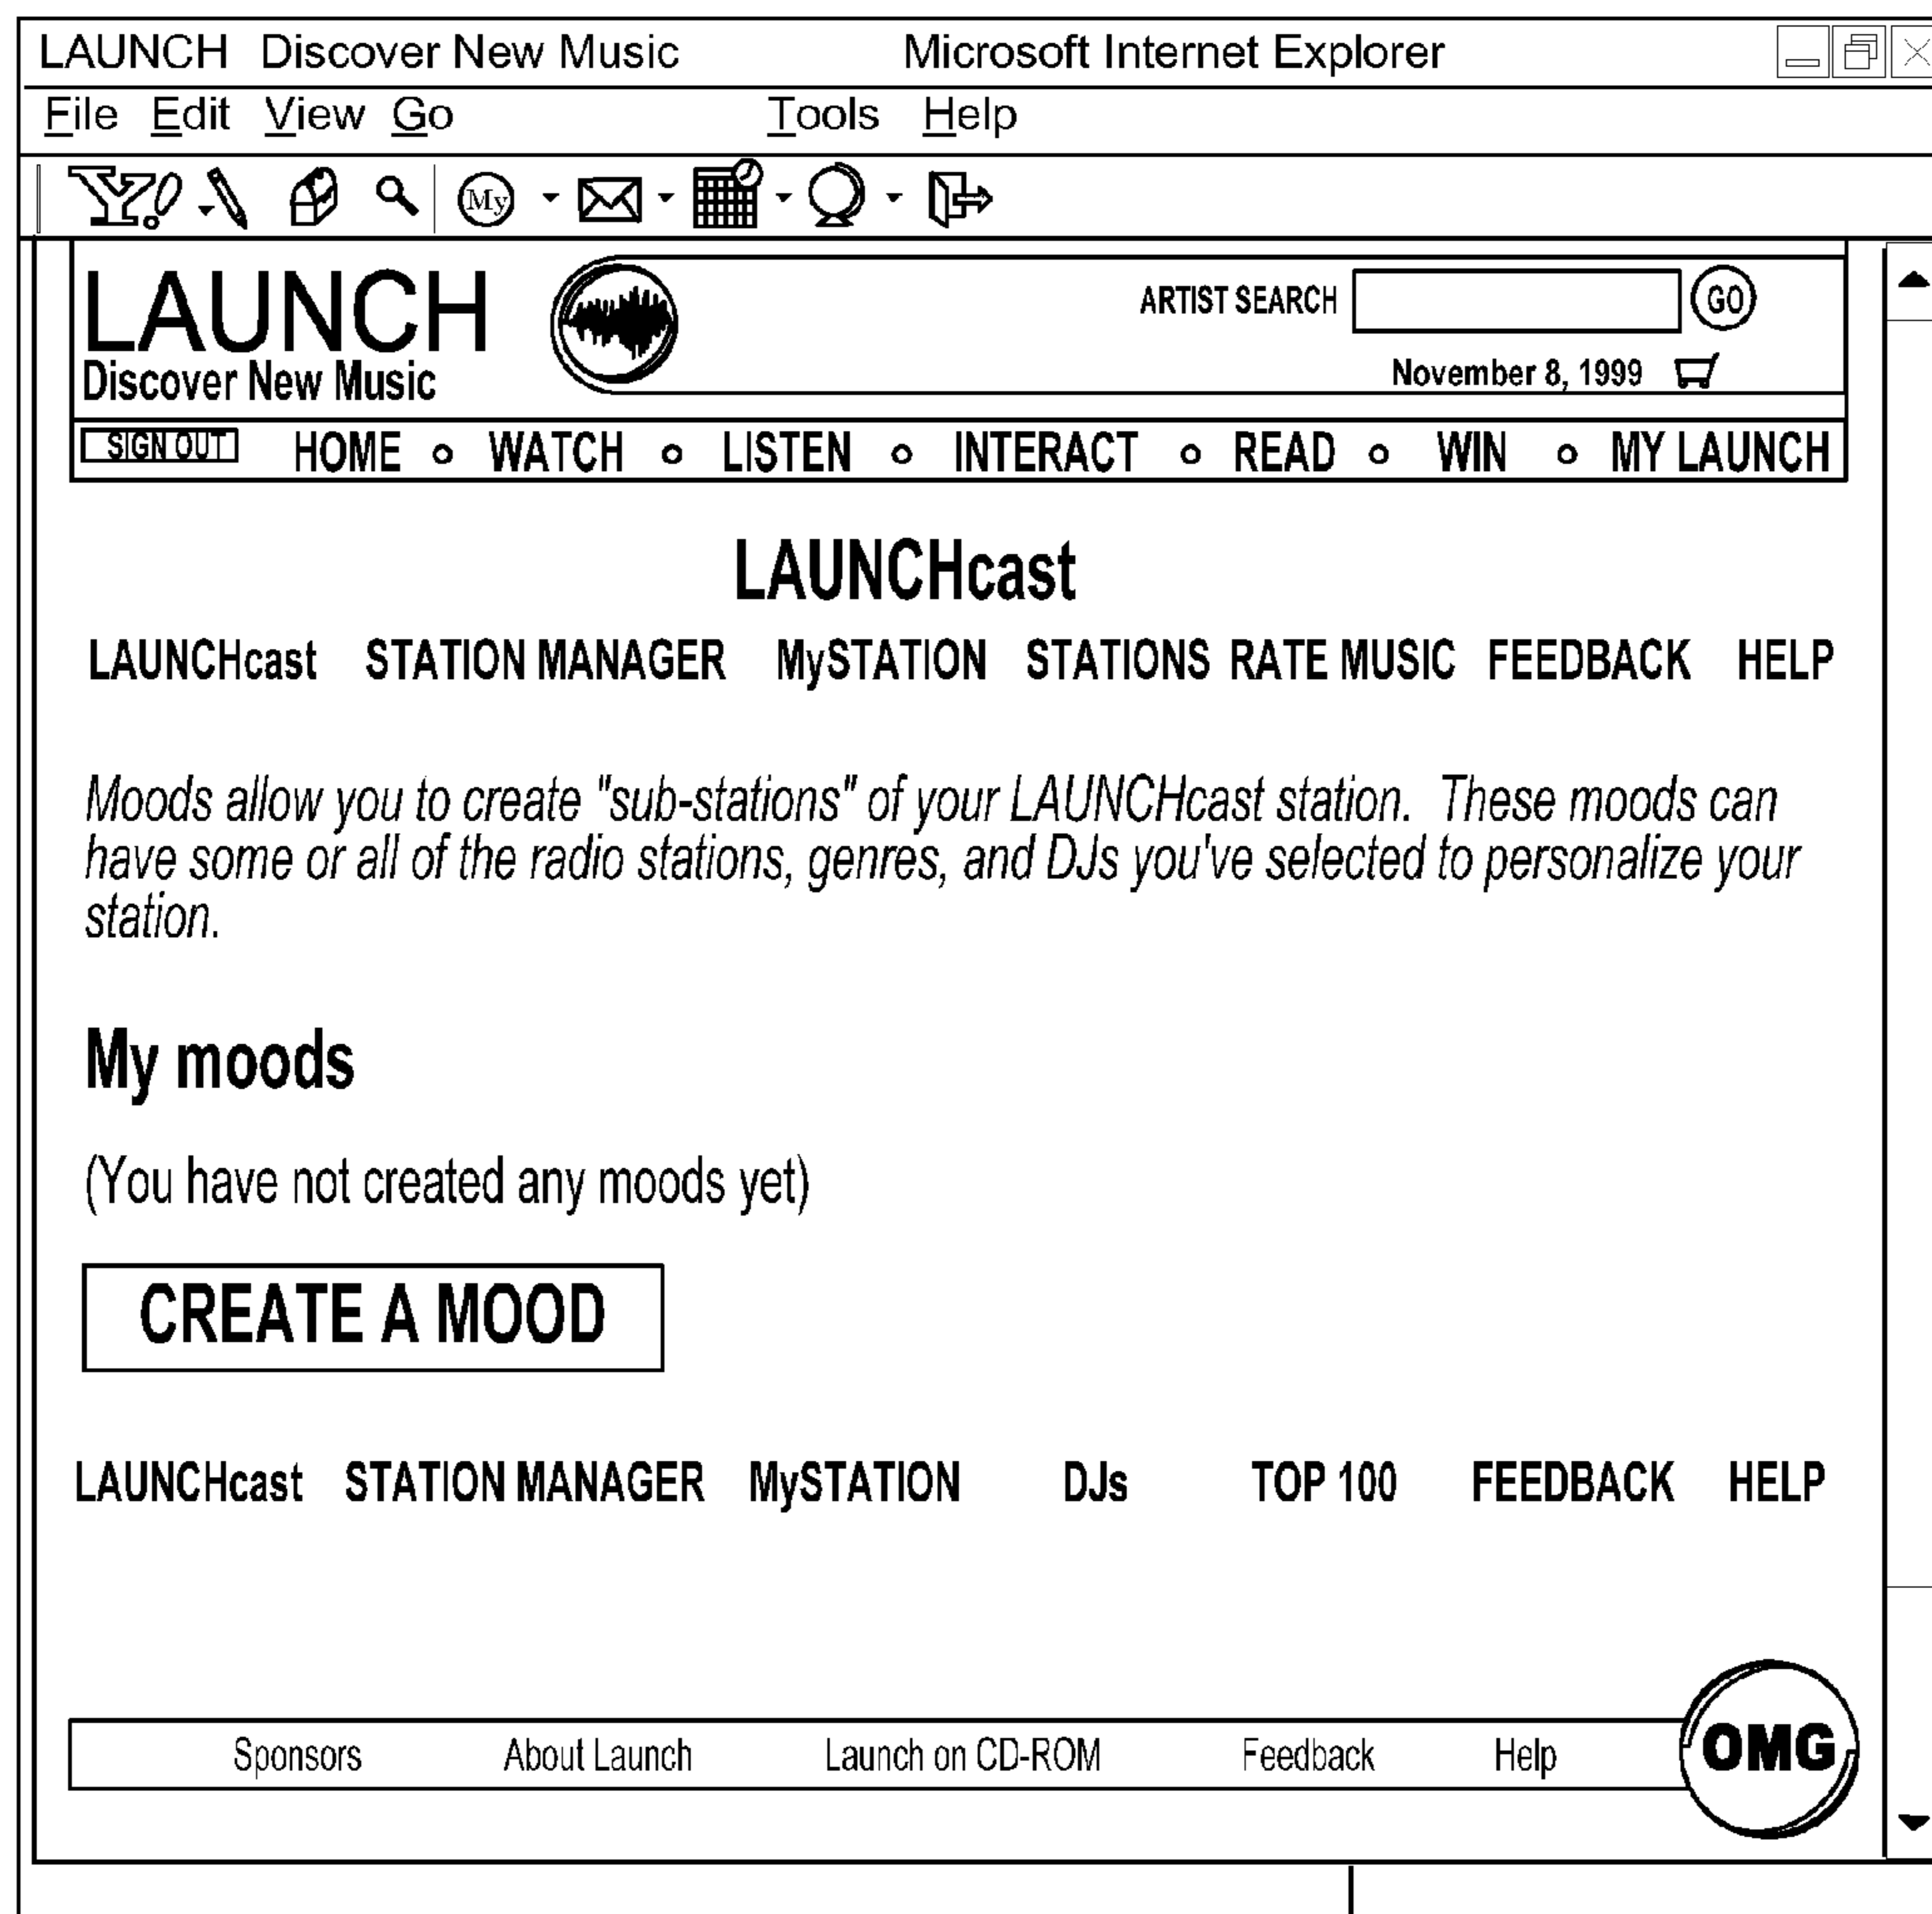 LAUNCH Discover New Music Microsoft Internet Explorer
File Edit View Go Tools Help
Y! My
LAUNCH
Discover New Music
ARTIST SEARCH GO
November 8, 1999
SIGN OUT HOME WATCH LISTEN INTERACT READ WIN MY LAUNCH
LAUNCHcast
LAUNCHcast STATION MANAGER MySTATION STATIONS RATE MUSIC FEEDBACK HELP
Moods allow you to create "sub-stations" of your LAUNCHcast station. These moods can
have some or all of the radio stations, genres, and DJs you've selected to personalize your
station.
My moods
(You have not created any moods yet)
CREATE A MOOD
LAUNCHcast STATION MANAGER MySTATION DJs TOP 100 FEEDBACK HELP
Sponsors About Launch Launch on CD-ROM Feedback Help OMG